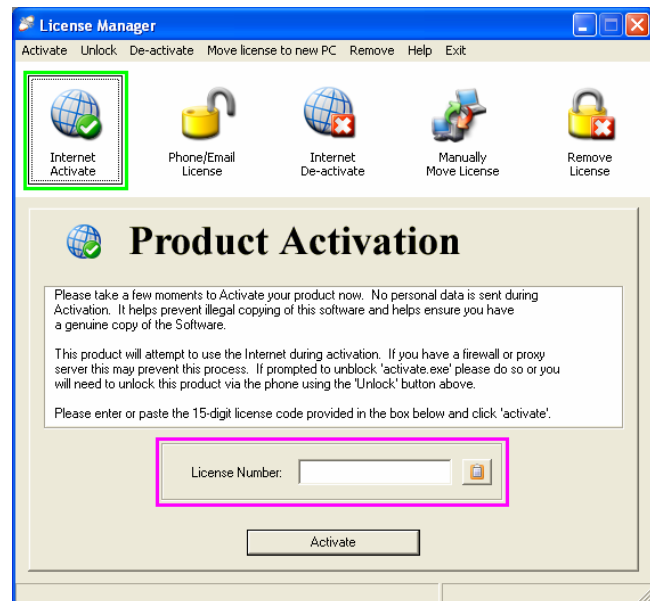 License Manager
Activate Unlock De-activate Move license to new PC Remove Help Exit
Internet Activate
Phone/Email License
Internet De-activate
Manually Move License
Remove License
Product Activation
Please take a few moments to Activate your product now. No personal data is sent during
Activation. It helps prevent illegal copying of this software and helps ensure you have
a genuine copy of the Software.
This product will attempt to use the Internet during activation. If you have a firewall or proxy
server this may prevent this process. If prompted to unblock 'activate.exe' please do so or you
will need to unlock this product via the phone using the 'Unlock' button above.
Please enter or paste the 15-digit license code provided in the box below and click 'activate'.
License Number:
Activate